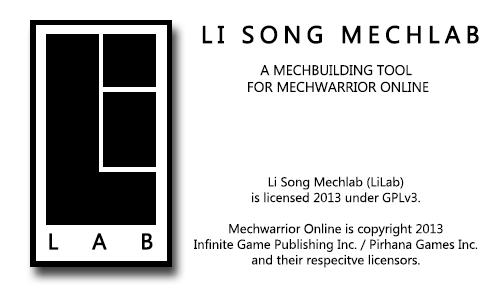 LI SONG MECHLAB
A MECHBUILDING TOOL
FOR MECHWARRIOR ONLINE
Li Song Mechlab (LiLab)
is licensed 2013 under GPLv3.
Mechwarrior Online is copyright 2013
Infinite Game Publishing Inc. / Pirhana Games Inc.
and their respecitve licensors.
L A B